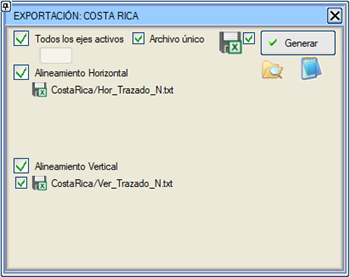 EXPORTACIÓN: COSTA RICA
Todos los ejes activos
Archivo único
Generar
Alineamiento Horizontal
CostaRica/Hor_Trazado_N.txt
Alineamiento Vertical
CostaRica/Ver_Trazado_N.txt